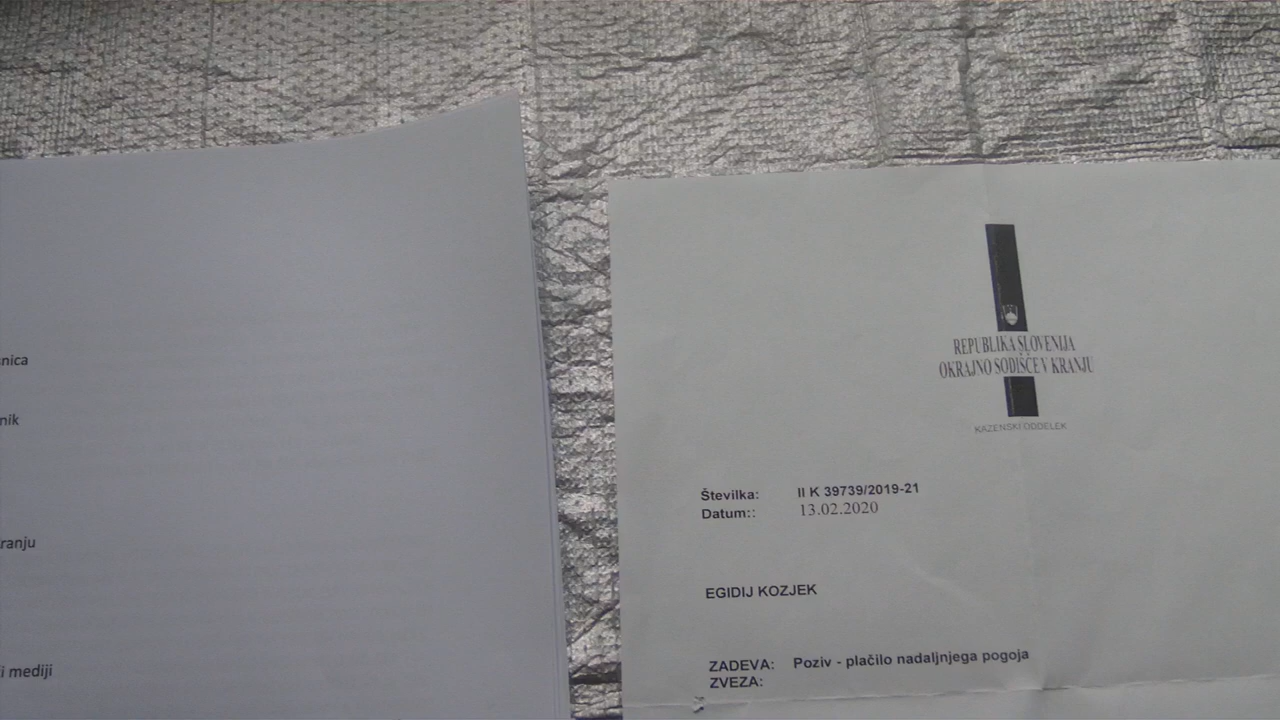 nica
nik
ranju
i mediji
REPUBLIKA SLOVENIJA
OKRAJNO SODIŠČE V KRANJU
KAZENSKI ODDELEK
Številka: II K 39739/2019-21
Datum:: 13.02.2020
EGIDIJ KOZJEK
ZADEVA: Poziv - plačilo nadaljnjega pogoja
ZVEZA: